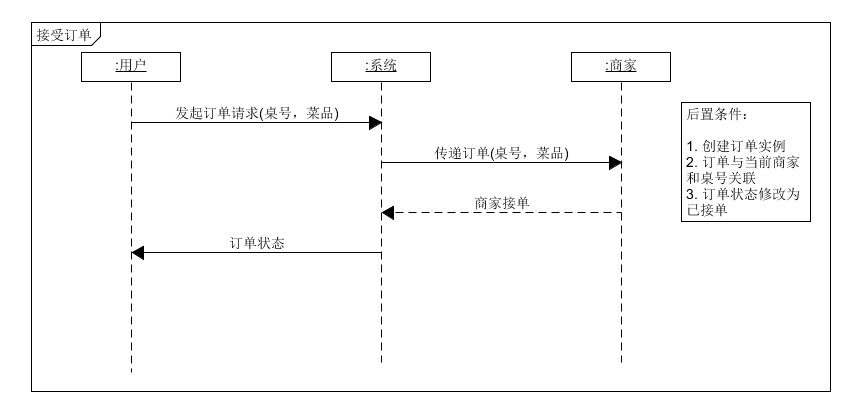 接受订单
:用户
:系统
:商家
发起订单请求(桌号，菜品)
传递订单(桌号，菜品)
商家接单
订单状态
后置条件：
1. 创建订单实例
2. 订单与当前商家
和桌号关联
3. 订单状态修改为
已接单